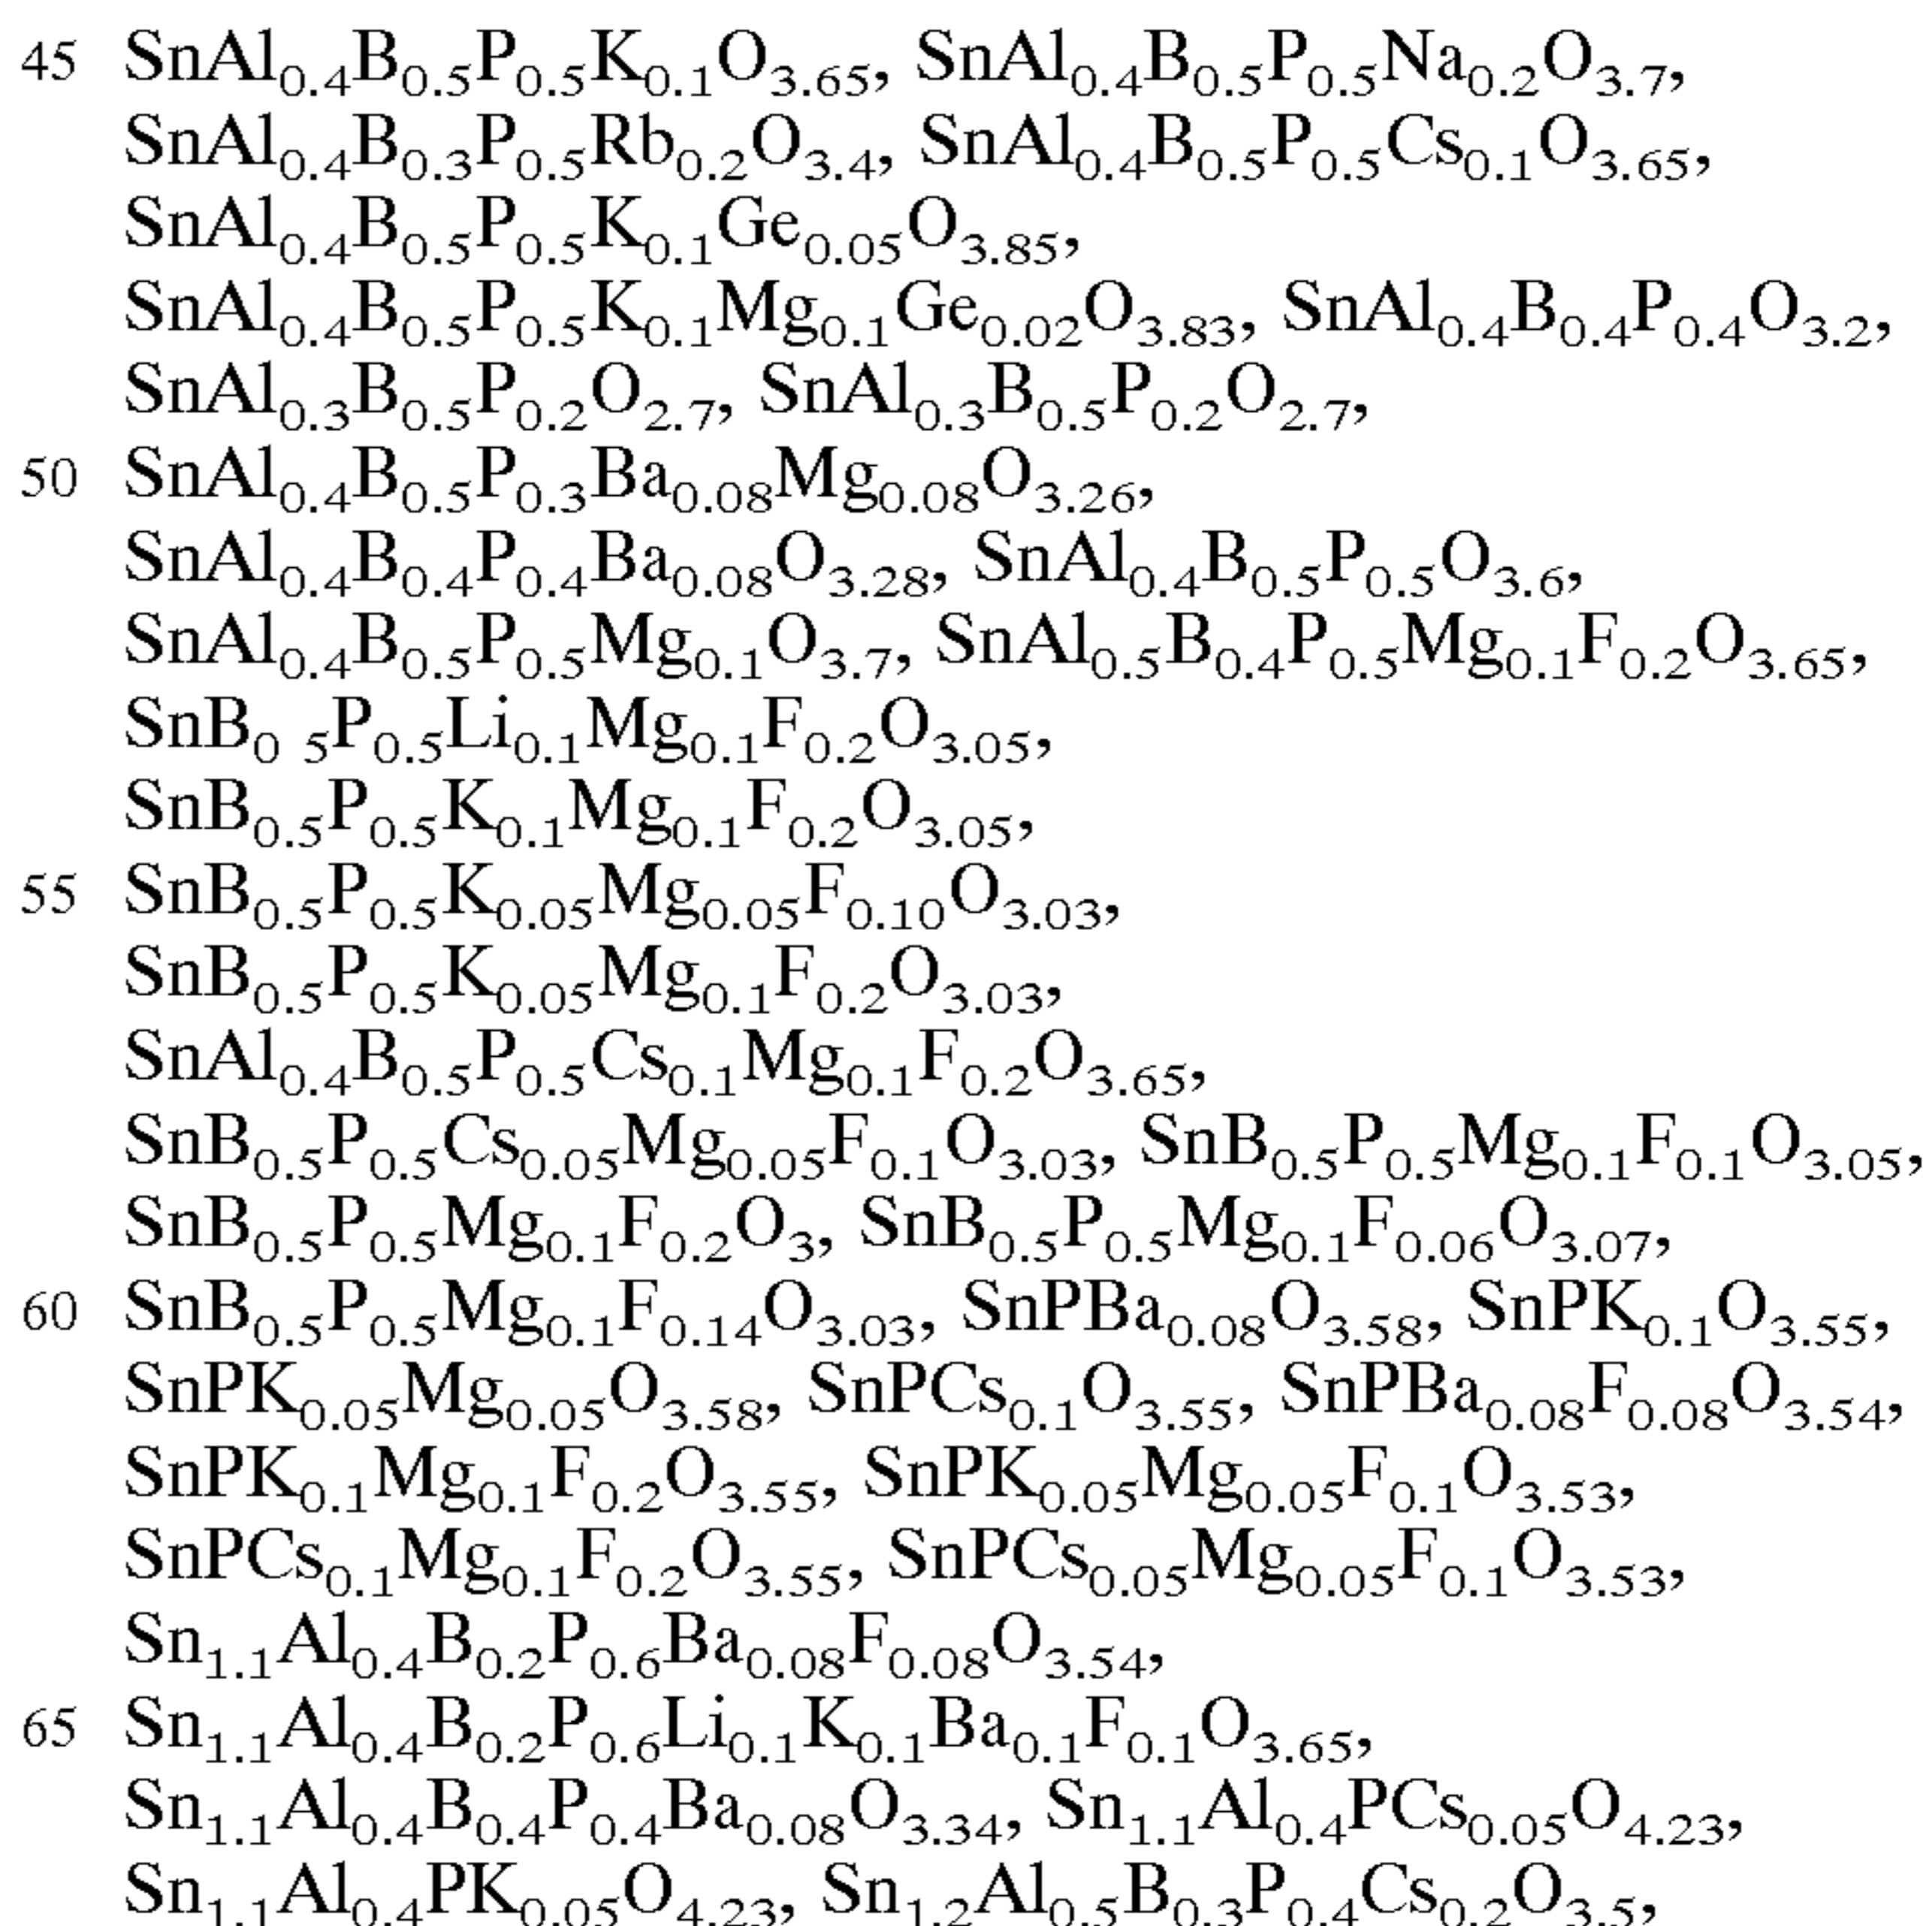 45 SnAl₀.₄B₀.₅P₀.₅K₀.₁O₃.₆₅, SnAl₀.₄B₀.₅P₀.₅Na₀.₂O₃.₇,
SnAl₀.₄B₀.₃P₀.₅Rb₀.₂O₃.₄, SnAl₀.₄B₀.₅P₀.₅Cs₀.₁O₃.₆₅,
SnAl₀.₄B₀.₅P₀.₅K₀.₁Ge₀.₀₅O₃.₈₅,
SnAl₀.₄B₀.₅P₀.₅K₀.₁Mg₀.₁Ge₀.₀₂O₃.₈₃, SnAl₀.₄B₀.₄P₀.₄O₃.₂,
SnAl₀.₃B₀.₅P₀.₂O₂.₇, SnAl₀.₃B₀.₅P₀.₂O₂.₇,
50 SnAl₀.₄B₀.₅P₀.₃Ba₀.₀₈Mg₀.₀₈O₃.₂₆,
SnAl₀.₄B₀.₄P₀.₄Ba₀.₀₈O₃.₂₈, SnAl₀.₄B₀.₅P₀.₅O₃.₆,
SnAl₀.₄B₀.₅P₀.₅Mg₀.₁O₃.₇, SnAl₀.₅B₀.₄P₀.₅Mg₀.₁F₀.₂O₃.₆₅,
SnB₀ ₅P₀.₅Li₀.₁Mg₀.₁F₀.₂O₃.₀₅,
SnB₀.₅P₀.₅K₀.₁Mg₀.₁F₀.₂O₃.₀₅,
55 SnB₀.₅P₀.₅K₀.₀₅Mg₀.₀₅F₀.₁₀O₃.₀₃,
SnB₀.₅P₀.₅K₀.₀₅Mg₀.₁F₀.₂O₃.₀₃,
SnAl₀.₄B₀.₅P₀.₅Cs₀.₁Mg₀.₁F₀.₂O₃.₆₅,
SnB₀.₅P₀.₅Cs₀.₀₅Mg₀.₀₅F₀.₁O₃.₀₃, SnB₀.₅P₀.₅Mg₀.₁F₀.₁O₃.₀₅,
SnB₀.₅P₀.₅Mg₀.₁F₀.₂O₃, SnB₀.₅P₀.₅Mg₀.₁F₀.₀₆O₃.₀₇,
60 SnB₀.₅P₀.₅Mg₀.₁F₀.₁₄O₃.₀₃, SnPBa₀.₀₈O₃.₅₈, SnPK₀.₁O₃.₅₅,
SnPK₀.₀₅Mg₀.₀₅O₃.₅₈, SnPCs₀.₁O₃.₅₅, SnPBa₀.₀₈F₀.₀₈O₃.₅₄,
SnPK₀.₁Mg₀.₁F₀.₂O₃.₅₅, SnPK₀.₀₅Mg₀.₀₅F₀.₁O₃.₅₃,
SnPCs₀.₁Mg₀.₁F₀.₂O₃.₅₅, SnPCs₀.₀₅Mg₀.₀₅F₀.₁O₃.₅₃,
Sn₁.₁Al₀.₄B₀.₂P₀.₆Ba₀.₀₈F₀.₀₈O₃.₅₄,
65 Sn₁.₁Al₀.₄B₀.₂P₀.₆Li₀.₁K₀.₁Ba₀.₁F₀.₁O₃.₆₅,
Sn₁.₁Al₀.₄B₀.₄P₀.₄Ba₀.₀₈O₃.₃₄, Sn₁.₁Al₀.₄PCs₀.₀₅O₄.₂₃,
Sn₁.₁Al₀.₄PK₀.₀₅O₄.₂₃, Sn₁.₂Al₀.₅B₀.₃P₀.₄Cs₀.₂O₃.₅,